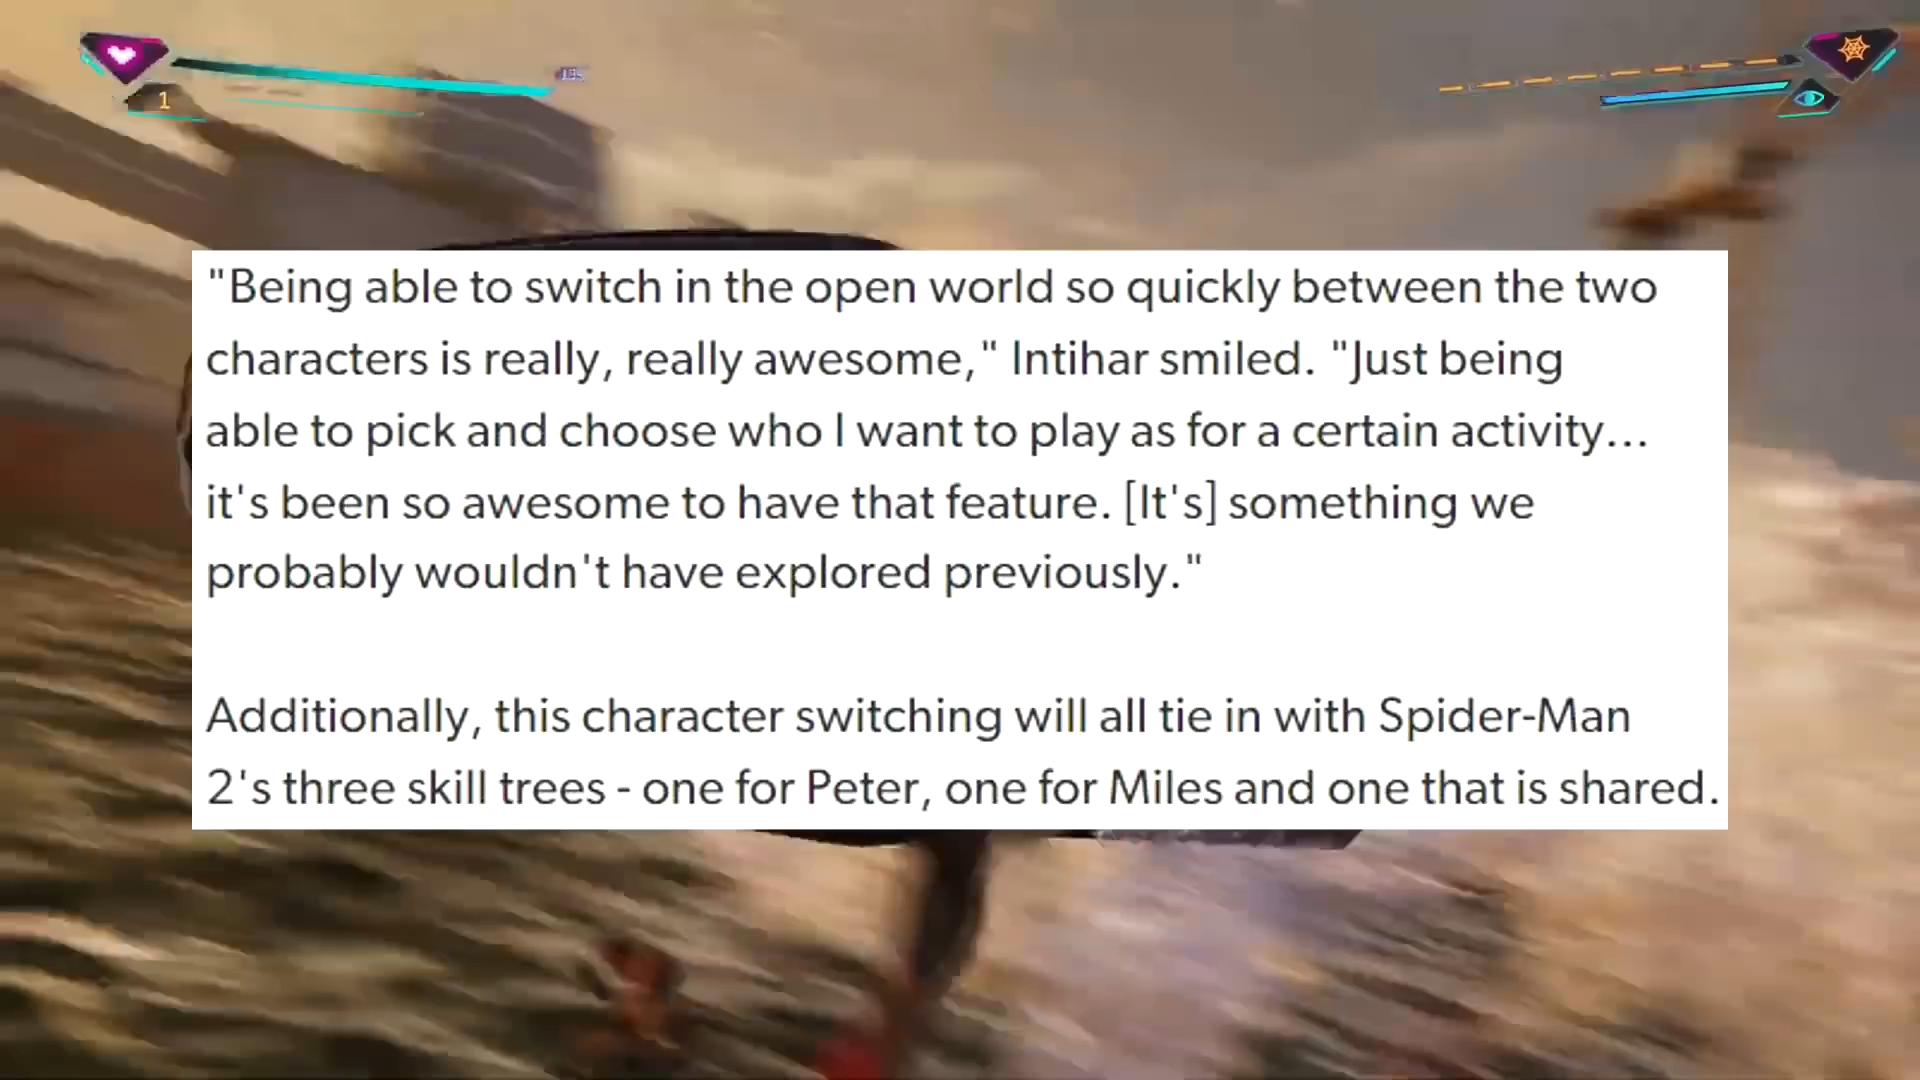 1
"Being able to switch in the open world so quickly between the two
characters is really, really awesome," Intihar smiled. "Just being
able to pick and choose who I want to play as for a certain activity...
it's been so awesome to have that feature. [It's] something we
probably wouldn't have explored previously."
Additionally, this character switching will all tie in with Spider-Man
2's three skill trees - one for Peter, one for Miles and one that is shared.